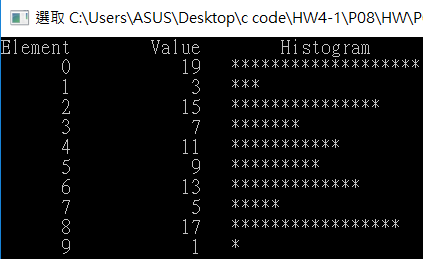 選取 C:\Users\ASUS\Desktop\c code\HW4-1\P08\HW\P
Element Value Histogram
0 19 *******************
1 3 ***
2 15 ***************
3 7 *******
4 11 ***********
5 9 *********
6 13 *************
7 5 *****
8 17 *****************
9 1 *